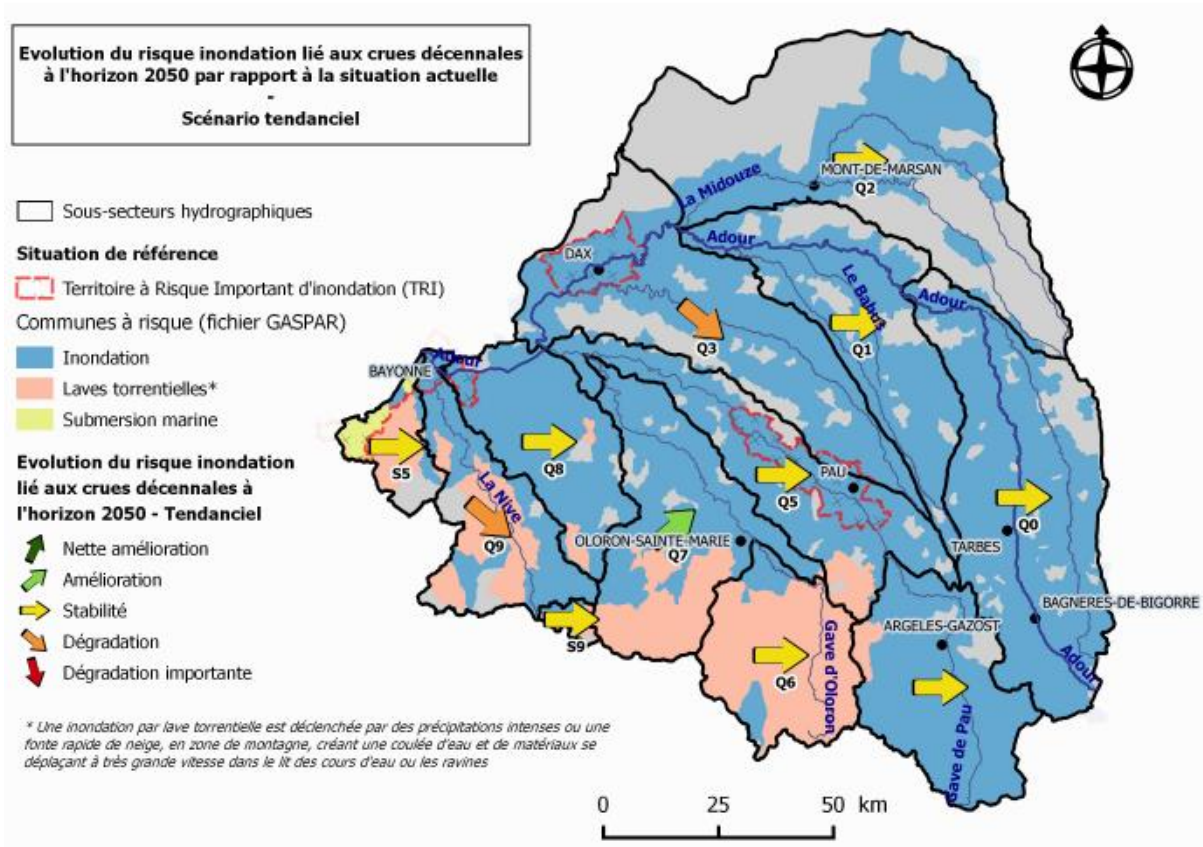 Evolution du risque inondation lié aux crues décennales
à l'horizon 2050 par rapport à la situation actuelle
-
Scénario tendanciel
Sous-secteurs hydrographiques
Situation de référence
Territoire à Risque Important d'inondation (TRI)
Communes à risque (fichier GASPAR)
Inondation
Laves torrentielles*
Submersion marine
Evolution du risque inondation
lié aux crues décennales à
l'horizon 2050 - Tendanciel
Nette amélioration
Amélioration
Stabilité
Dégradation
Dégradation importante
* Une inondation par lave torrentielle est déclenchée par des précipitations intenses ou une
fonte rapide de neige, en zone de montagne, créant une coulée d'eau et de matériaux se
déplaçant à très grande vitesse dans le lit des cours d'eau ou les ravines
MONT-DE-MARSAN
Q2
La Midouze
Adour
DAX
Le Bahus
Adour
Q3
Q1
Adour
BAYONNE
Q8
S5
PAU
Q5
Q0
La Nive
Q9
OLORON-SAINTE-MARIE
Q7
TARBES
BAGNERES-DE-BIGORRE
ARGELES-GAZOST
S9
Gave d'Oloron
Q6
Adour
Gave de Pau
0 25 50 km